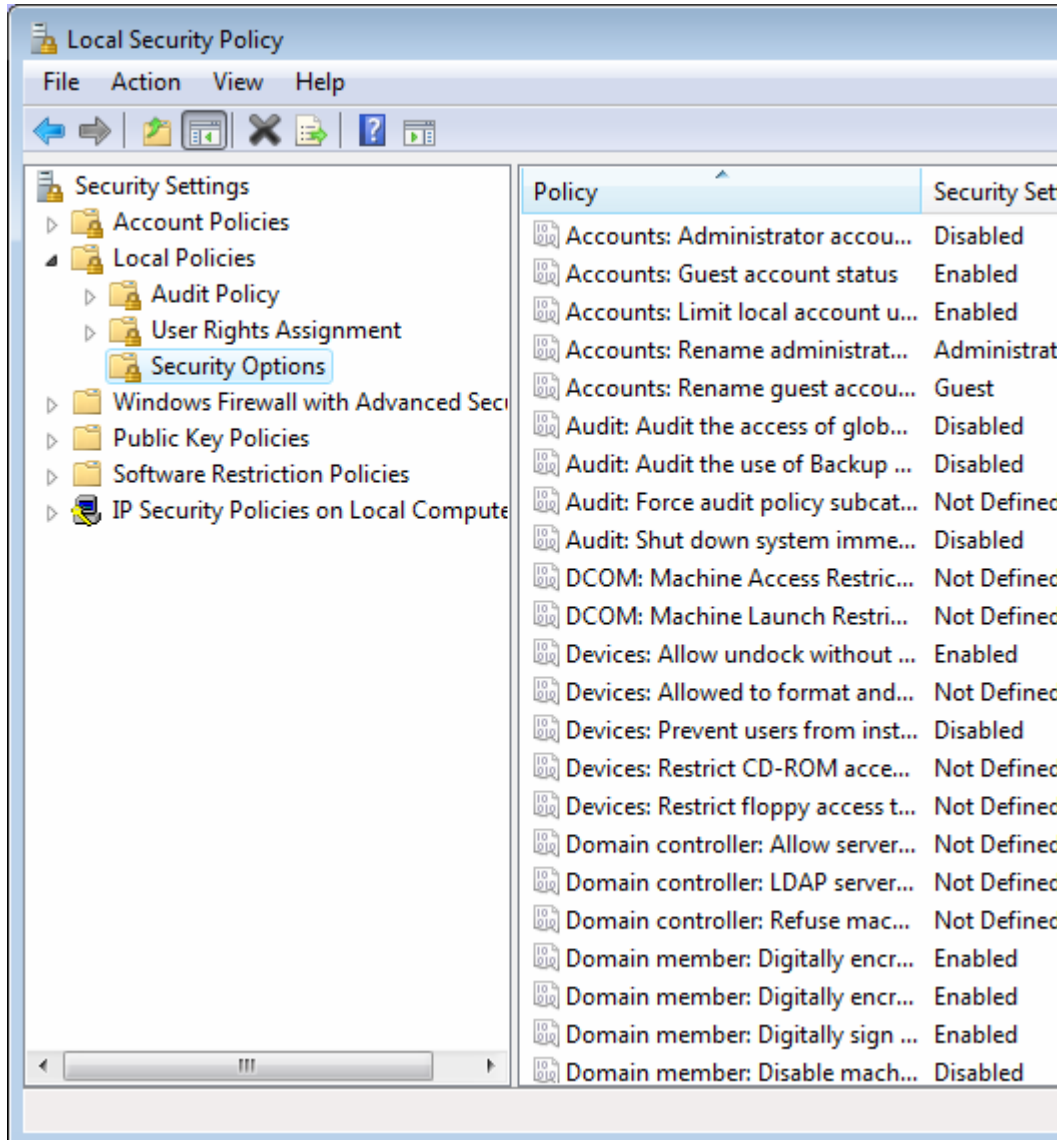 Local Security Policy
File Action View Help
Security Settings
Account Policies
Local Policies
Audit Policy
User Rights Assignment
Security Options
Windows Firewall with Advanced Secu
Public Key Policies
Software Restriction Policies
IP Security Policies on Local Compute
Policy Security Set
Accounts: Administrator accou... Disabled
Accounts: Guest account status Enabled
Accounts: Limit local account u... Enabled
Accounts: Rename administrat... Administrat
Accounts: Rename guest accou... Guest
Audit: Audit the access of glob... Disabled
Audit: Audit the use of Backup ... Disabled
Audit: Force audit policy subcat... Not Defined
Audit: Shut down system imme... Disabled
DCOM: Machine Access Restric... Not Defined
DCOM: Machine Launch Restri... Not Defined
Devices: Allow undock without ... Enabled
Devices: Allowed to format and... Not Defined
Devices: Prevent users from inst... Disabled
Devices: Restrict CD-ROM acce... Not Defined
Devices: Restrict floppy access t... Not Defined
Domain controller: Allow server... Not Defined
Domain controller: LDAP server... Not Defined
Domain controller: Refuse mac... Not Defined
Domain member: Digitally encr... Enabled
Domain member: Digitally encr... Enabled
Domain member: Digitally sign ... Enabled
Domain member: Disable mach... Disabled